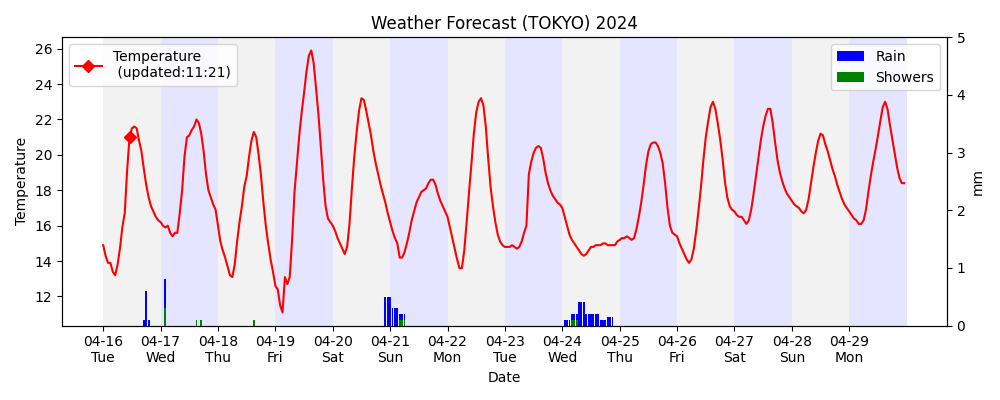 Weather Forecast (TOKYO) 2024
Temperature
(updated:11:21)
Rain
Showers
Temperature
26
24
22
20
18
16
14
12
5
4
3
2
1
0
mm
04-16 04-17 04-18 04-19 04-20 04-21 04-22 04-23 04-24 04-25 04-26 04-27 04-28 04-29
Tue Wed Thu Fri Sat Sun Mon Tue Wed Thu Fri Sat Sun Mon
Date